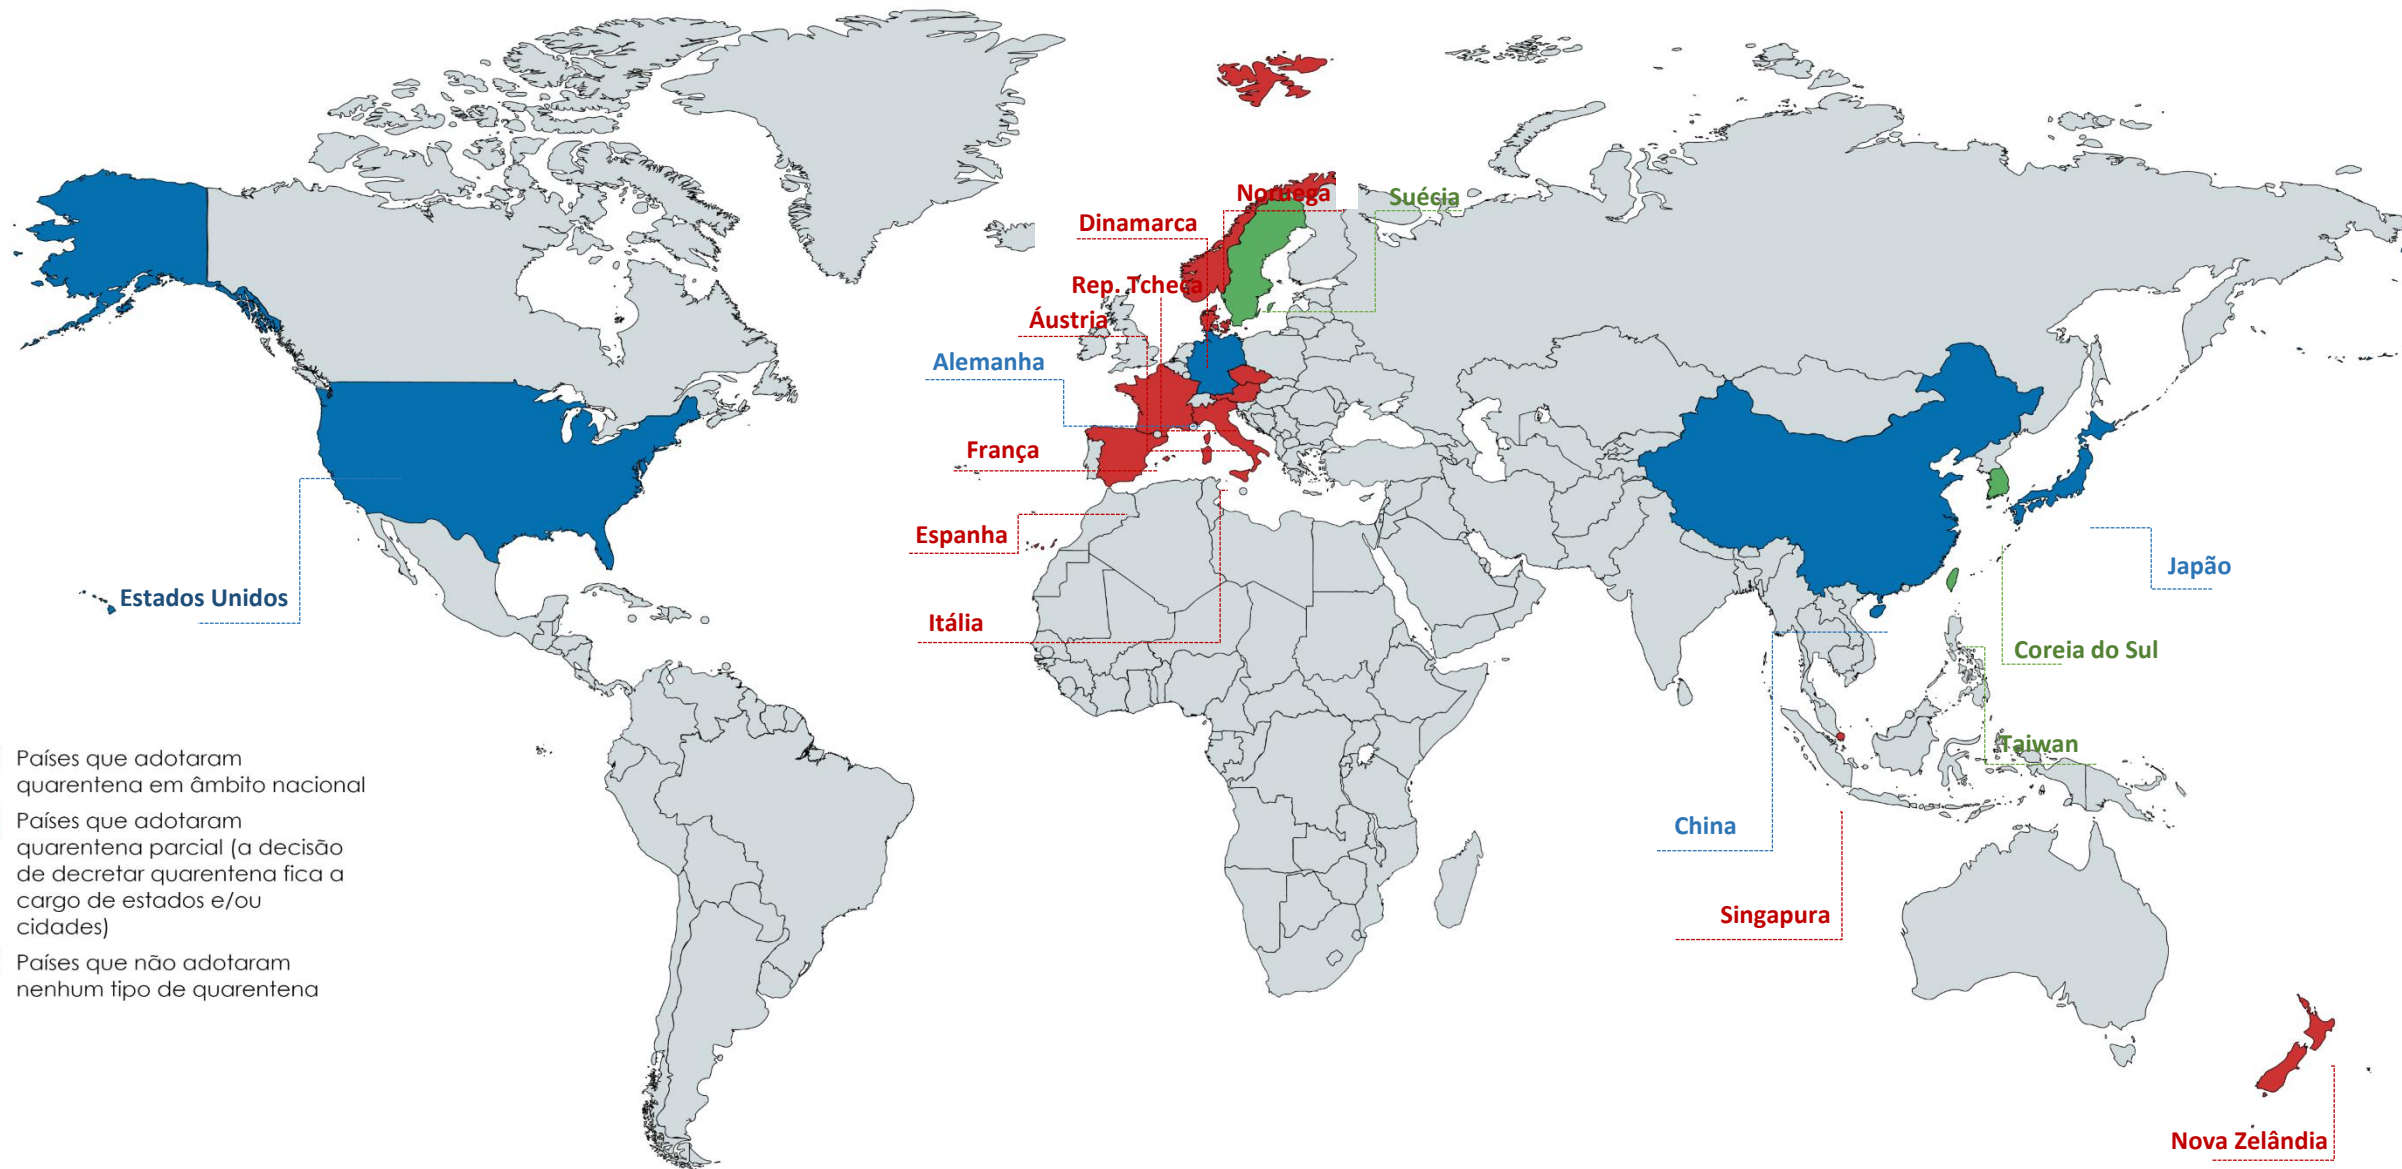 Noruega
Suécia
Dinamarca
Rep. Tcheca
Áustria
Alemanha
França
Espanha
Itália
Estados Unidos
Japão
Coreia do Sul
Taiwan
China
Singapura
Nova Zelândia
Países que adotaram
quarentena em âmbito nacional
Países que adotaram
quarentena parcial (a decisão
de decretar quarentena fica a
cargo de estados e/ou
cidades)
Países que não adotaram
nenhum tipo de quarentena